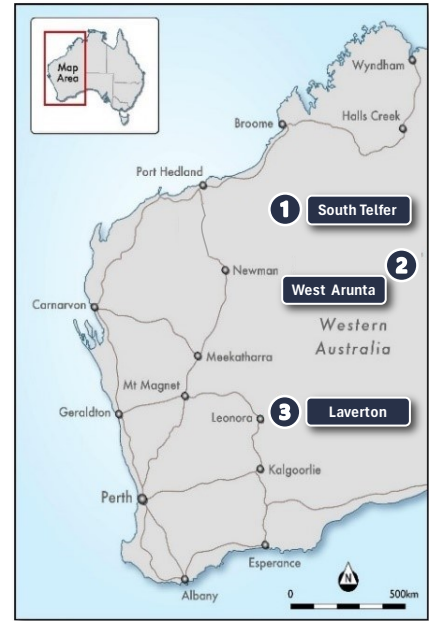 Map
Area
Wyndham
Halls Creek
Broome
Port Hedland
1 South Telfer
2
Newman
West Arunta
Carnarvon
Western
Australia
Meekatharra
Mt Magnet
Geraldton
Leonora
3 Laverton
Kalgoorlie
Perth
Esperance
Albany
N
0 500km